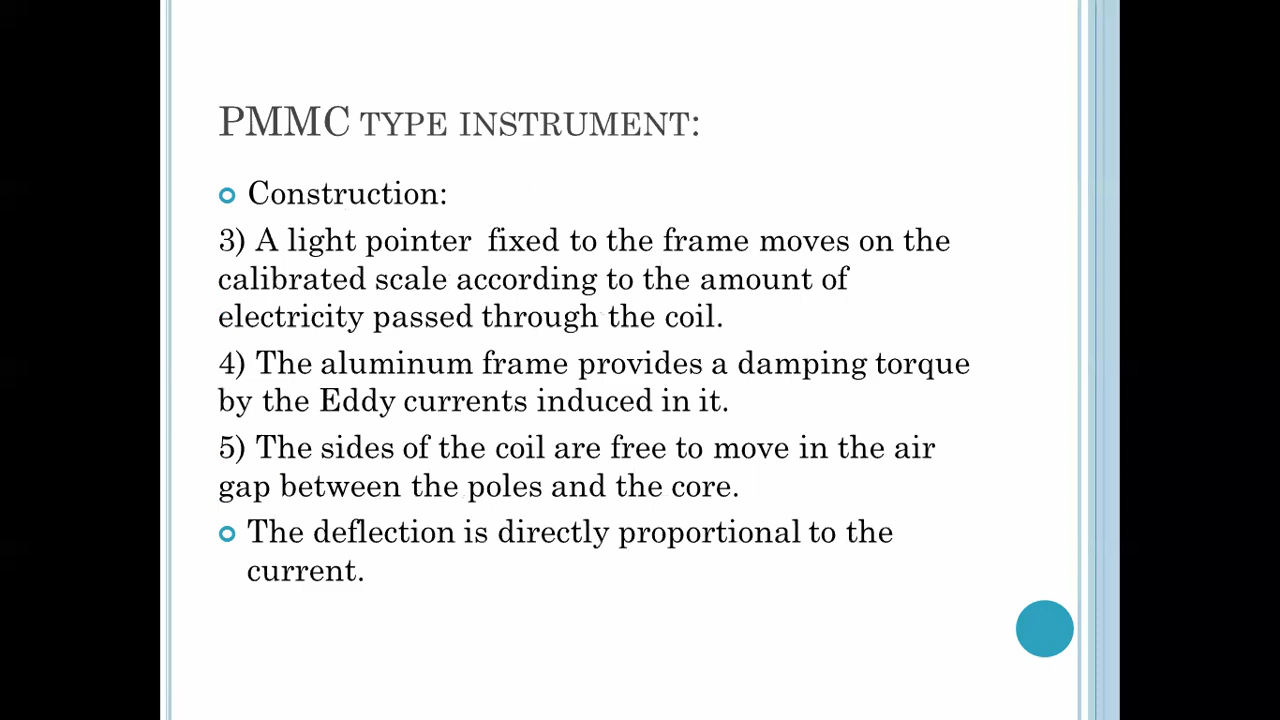 PMMC TYPE INSTRUMENT:
Construction:
3) A light pointer fixed to the frame moves on the
calibrated scale according to the amount of
electricity passed through the coil.
4) The aluminum frame provides a damping torque
by the Eddy currents induced in it.
5) The sides of the coil are free to move in the air
gap between the poles and the core.
The deflection is directly proportional to the
current.